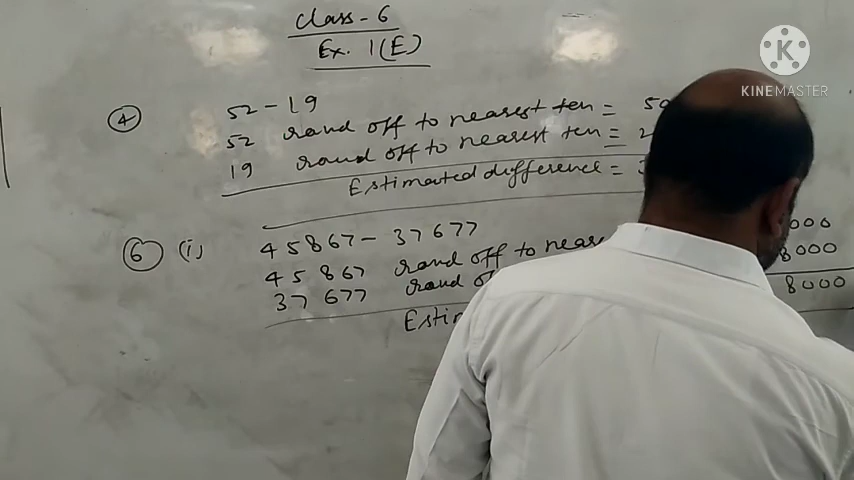 Class - 6
Ex. 1(E)
K
KINEMASTER
4 52 - 19
52 round off to nearest ten = 50
19 round off to nearest ten = 2
Estimated difference = 3
6 (i) 45867 - 37677
45 867 round off to neares 000
37 677 round of 8000
Estim 8000